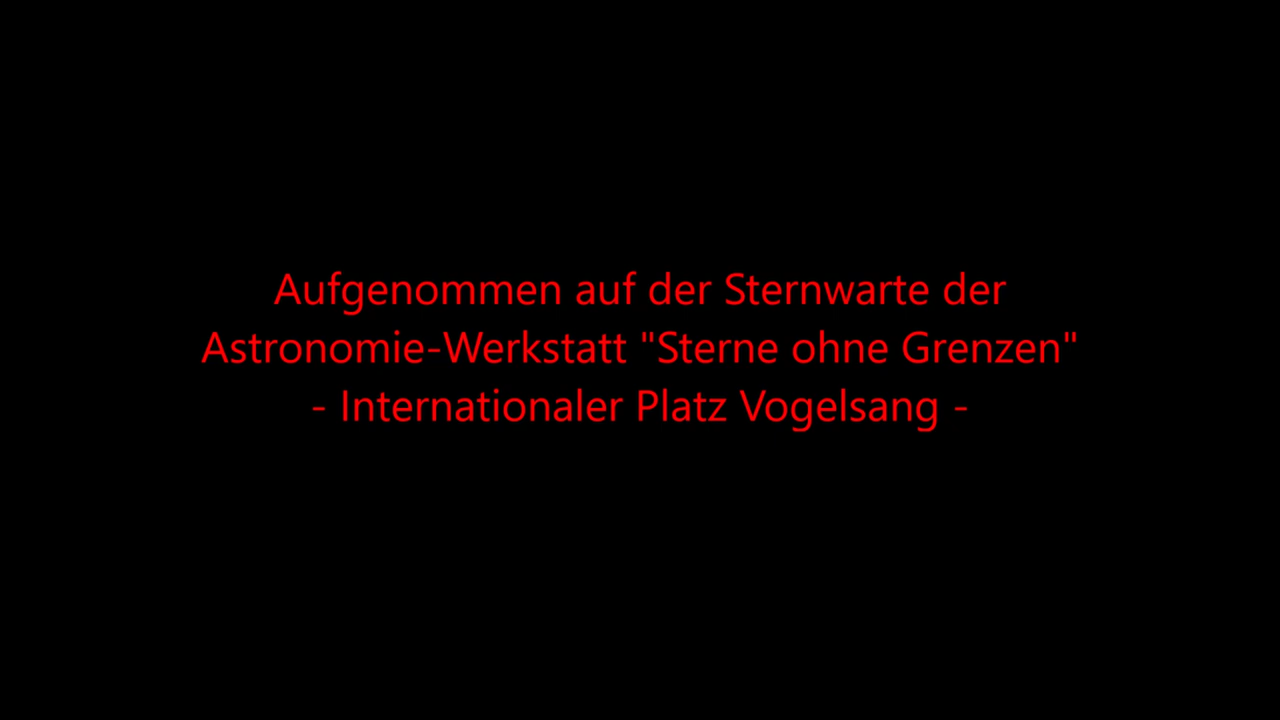 Aufgenommen auf der Sternwarte der
Astronomie-Werkstatt "Sterne ohne Grenzen"
- Internationaler Platz Vogelsang -